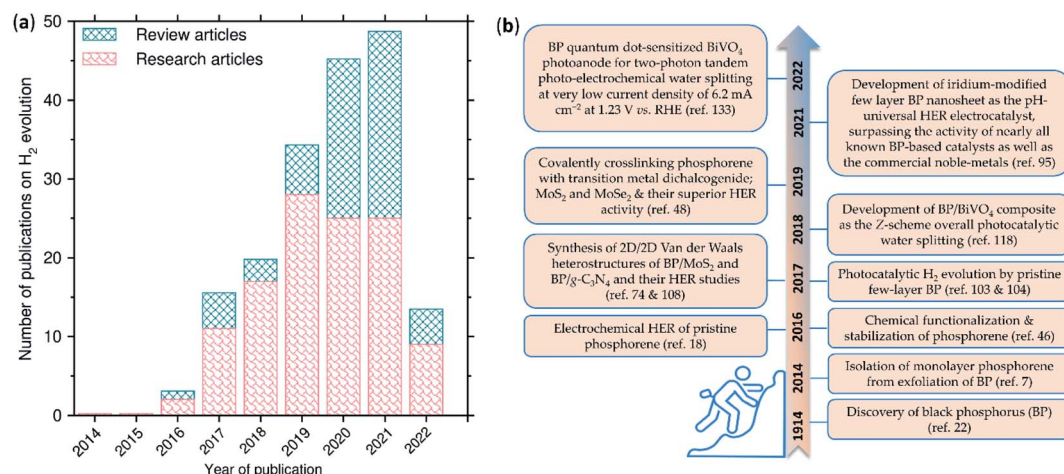 (a)
50
40
30
20
10
0
Number of publications on H₂ evolution
Review articles
Research articles
2014
2015
2016
2017
2018
2019
2020
2021
2022
Year of publication
(b)
BP quantum dot-sensitized BiVO₄
photoanode for two-photon tandem
photo-electrochemical water splitting
at very low current density of 6.2 mA
cm⁻² at 1.23 V vs. RHE (ref. 133)
Covalently crosslinking phosphorene
with transition metal dichalcogenide;
MoS₂ and MoSe₂ & their superior HER
activity (ref. 48)
Synthesis of 2D/2D Van der Waals
heterostructures of BP/MoS₂ and
BP/g-C₃N₄ and their HER studies
(ref. 74 & 108)
Electrochemical HER of pristine
phosphorene (ref. 18)
2022
2021
2019
2018
2017
2016
2014
1914
Development of iridium-modified
few layer BP nanosheet as the pH-
universal HER electrocatalyst,
surpassing the activity of nearly all
known BP-based catalysts as well as
the commercial noble-metals (ref. 95)
Development of BP/BiVO₄ composite
as the Z-scheme overall photocatalytic
water splitting (ref. 118)
Photocatalytic H₂ evolution by pristine
few-layer BP (ref. 103 & 104)
Chemical functionalization &
stabilization of phosphorene (ref. 46)
Isolation of monolayer phosphorene
from exfoliation of BP (ref. 7)
Discovery of black phosphorus (BP)
(ref. 22)